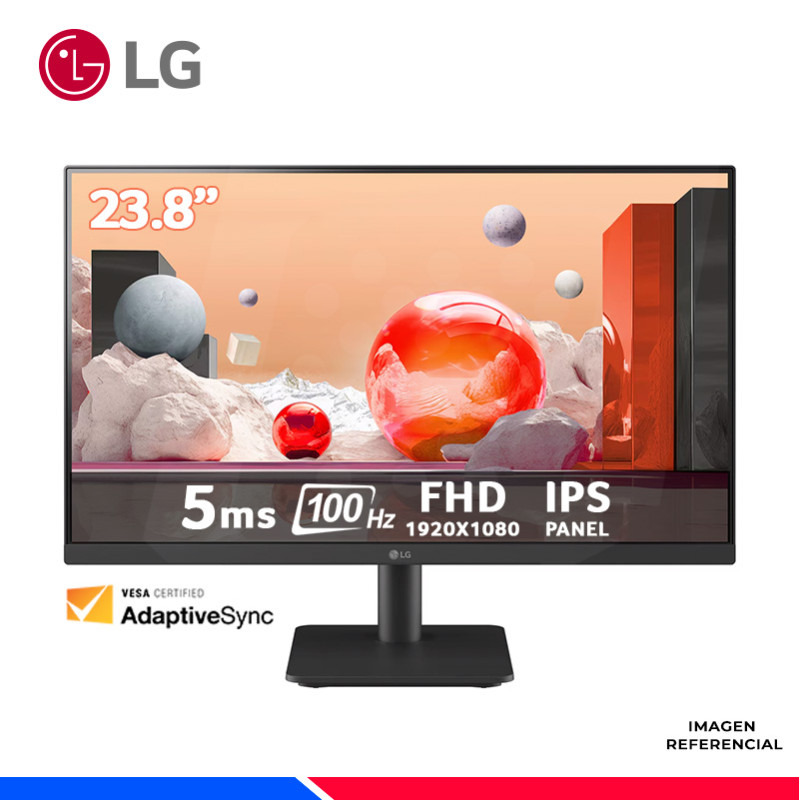 LG
23.8”
5ms 100Hz FHD IPS
1920X1080 PANEL
LG
VESA CERTIFIED
AdaptiveSync
IMAGEN
REFERENCIAL